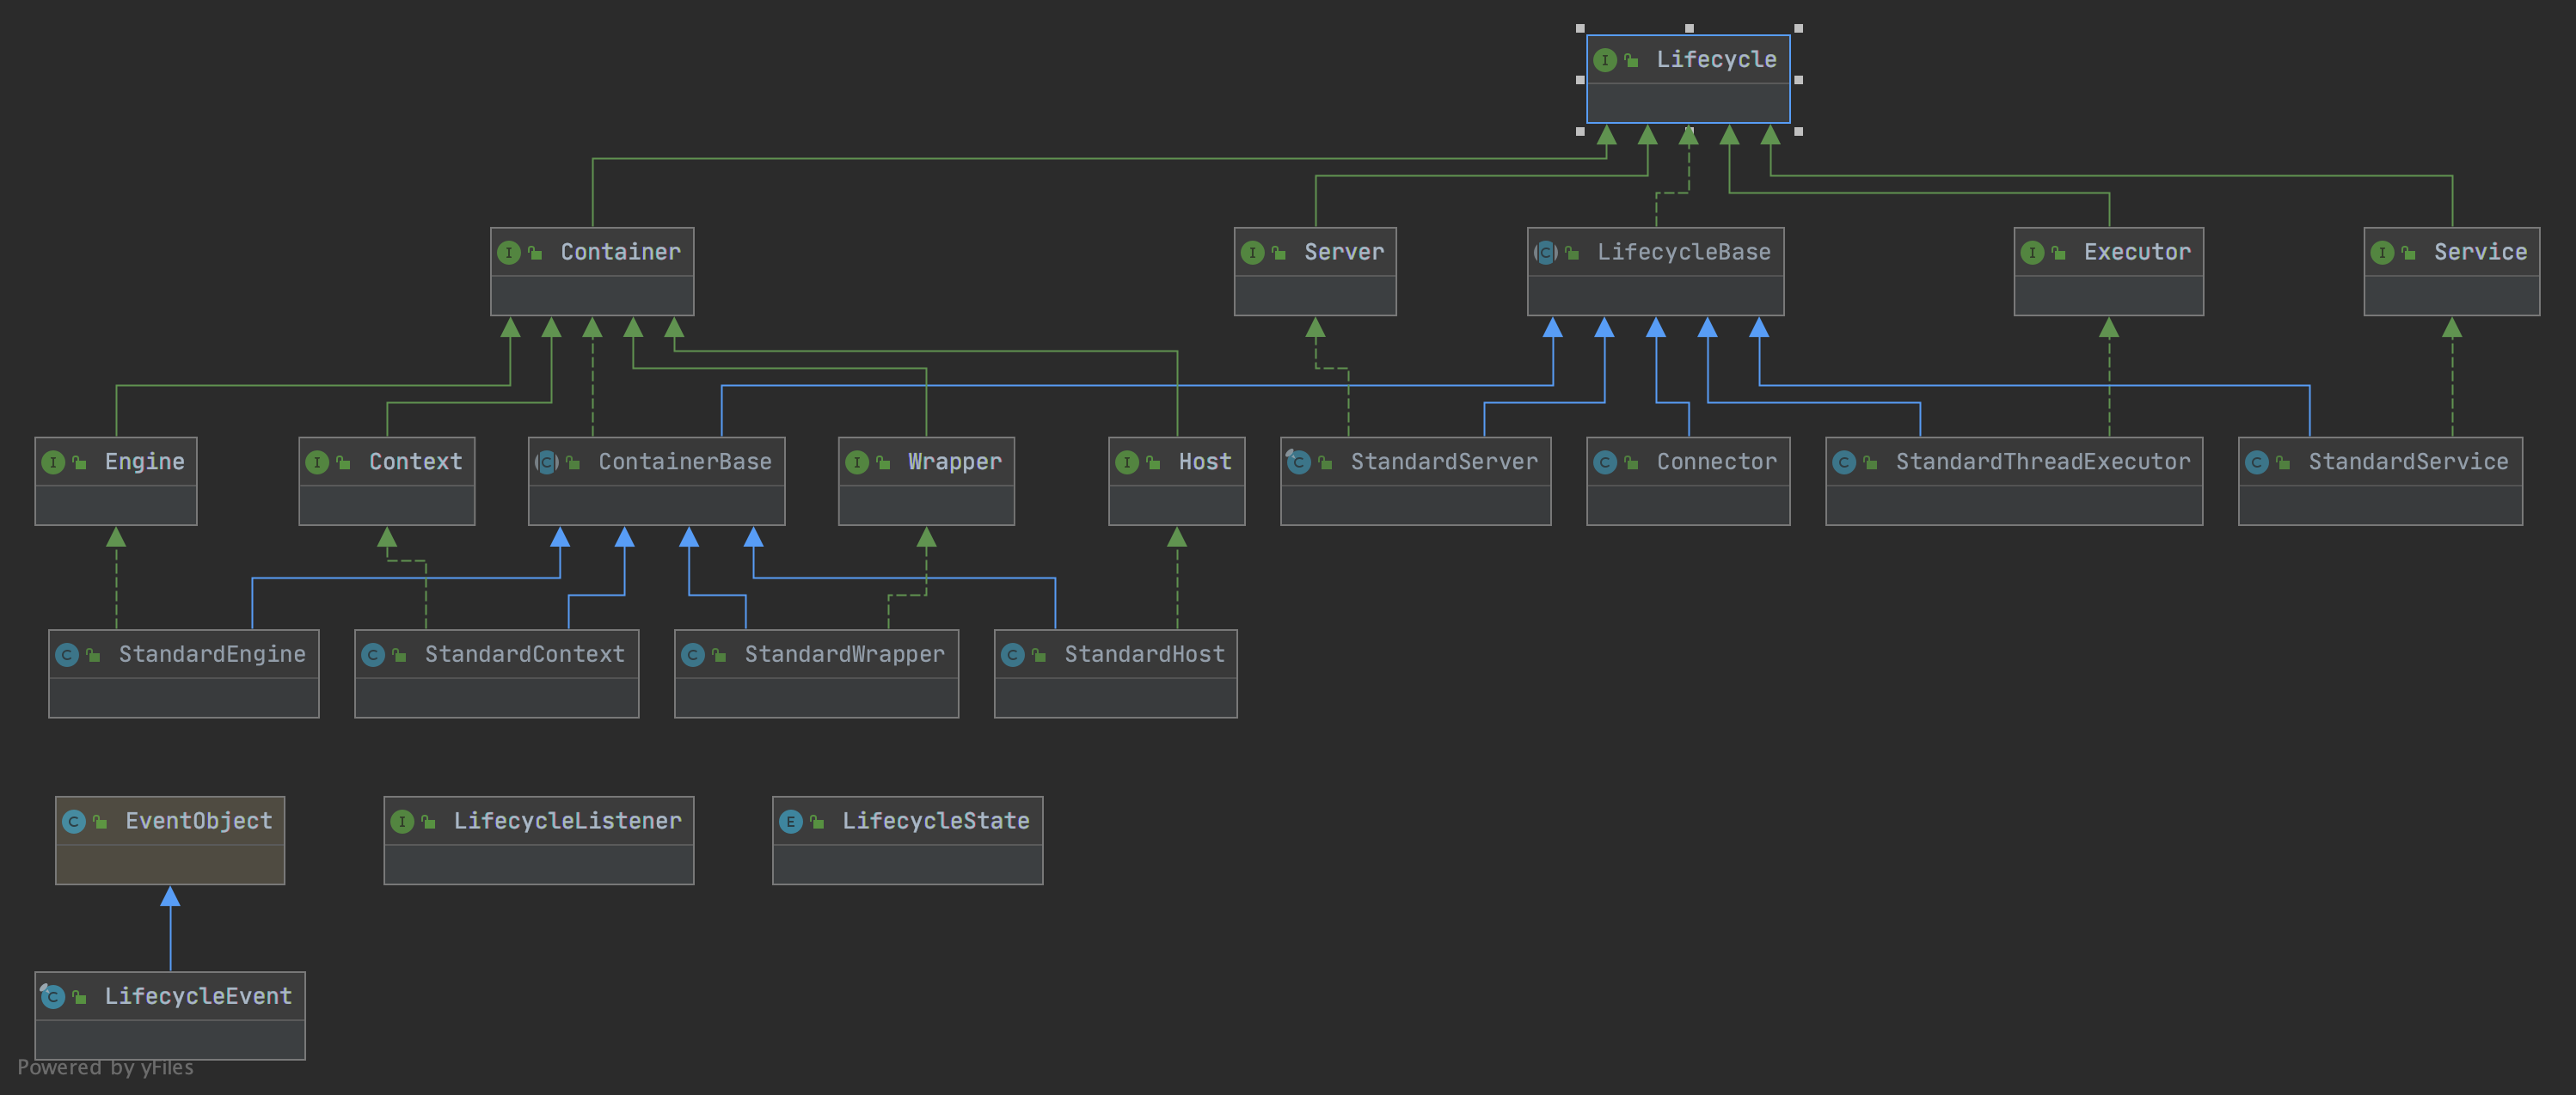 Lifecycle
Container
Server
LifecycleBase
Executor
Service
Engine
Context
ContainerBase
Wrapper
Host
StandardServer
Connector
StandardThreadExecutor
StandardService
StandardEngine
StandardContext
StandardWrapper
StandardHost
EventObject
LifecycleListener
LifecycleState
LifecycleEvent
Powered by yFiles